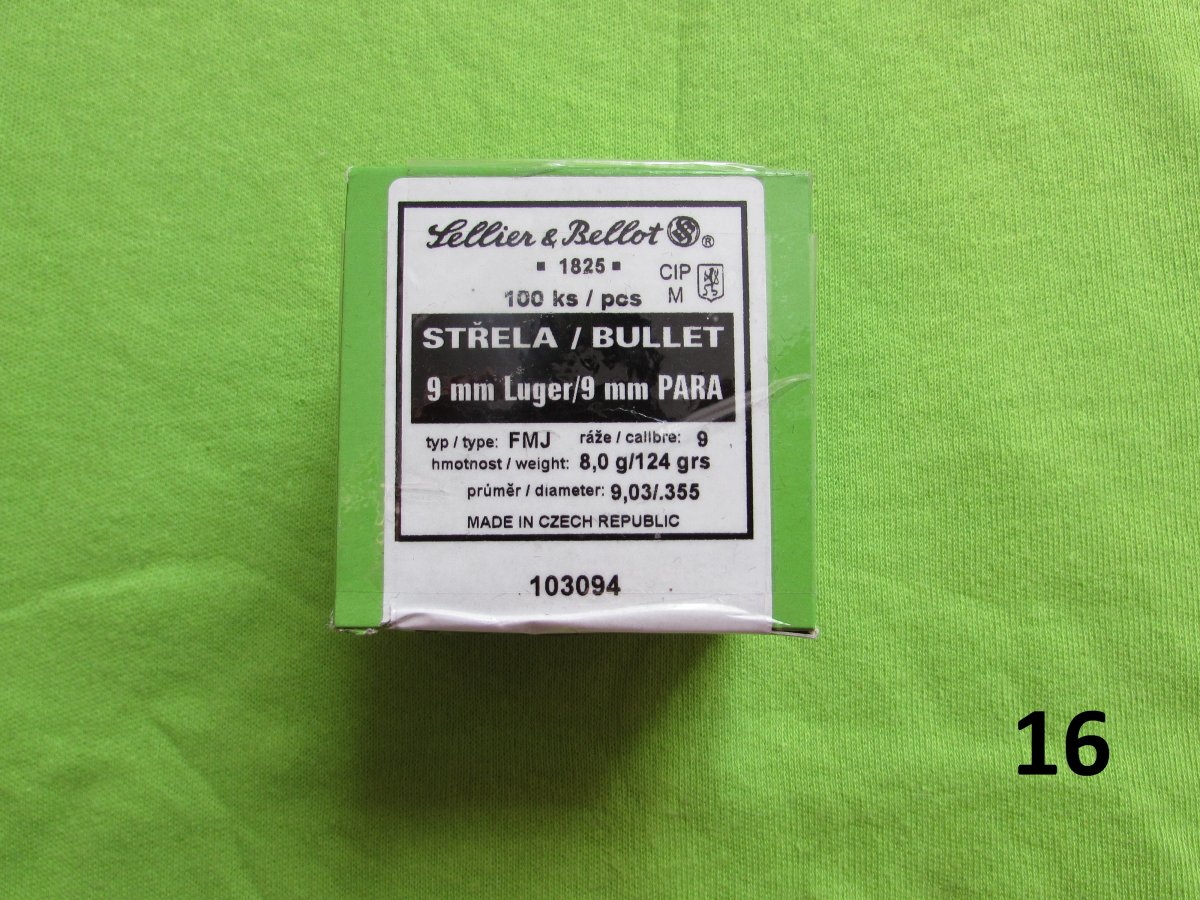 Sellier & Bellot ®
▪ 1825 ▪
CIP
100 ks / pcs
M
STŘELA / BULLET
9 mm Luger/9 mm PARA
typ / type: FMJ ráže / calibre: 9
hmotnost / weight: 8,0 g/124 grs
průměr / diameter: 9,03/.355
MADE IN CZECH REPUBLIC
103094
16